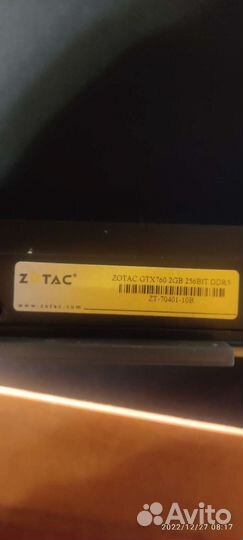 ZOTAC®
ZOTAC GTX760 2GB 256BIT DDR5
ZT-70401-10B
www.zotac.com
Avito
2022/12/27 08:17